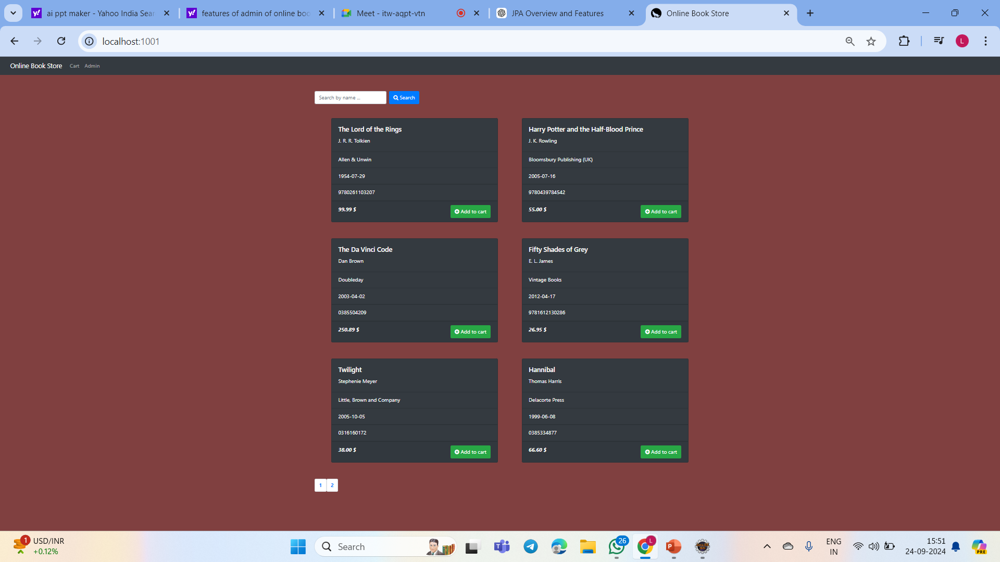 ai ppt maker - Yahoo India Sear
features of admin of online boo
Meet - itw-aqpt-vtn
JPA Overview and Features
Online Book Store
localhost:1001
L
Online Book Store Cart Admin
Search by name ... Search
The Lord of the Rings
J. R. R. Tolkien
Allen & Unwin
1954-07-29
9780261103207
99.99 $ Add to cart
Harry Potter and the Half-Blood Prince
J. K. Rowling
Bloomsbury Publishing (UK)
2005-07-16
9780439784542
55.00 $ Add to cart
The Da Vinci Code
Dan Brown
Doubleday
2003-04-02
0385504209
250.89 $ Add to cart
Fifty Shades of Grey
E. L. James
Vintage Books
2012-04-17
9781612130286
26.95 $ Add to cart
Twilight
Stephenie Meyer
Little, Brown and Company
2005-10-05
0316160172
38.00 $ Add to cart
Hannibal
Thomas Harris
Delacorte Press
1999-06-08
0385334877
66.60 $ Add to cart
1 2
1 USD/INR
+0.12%
Search
26
L
ENG
IN
15:51
24-09-2024
PRE